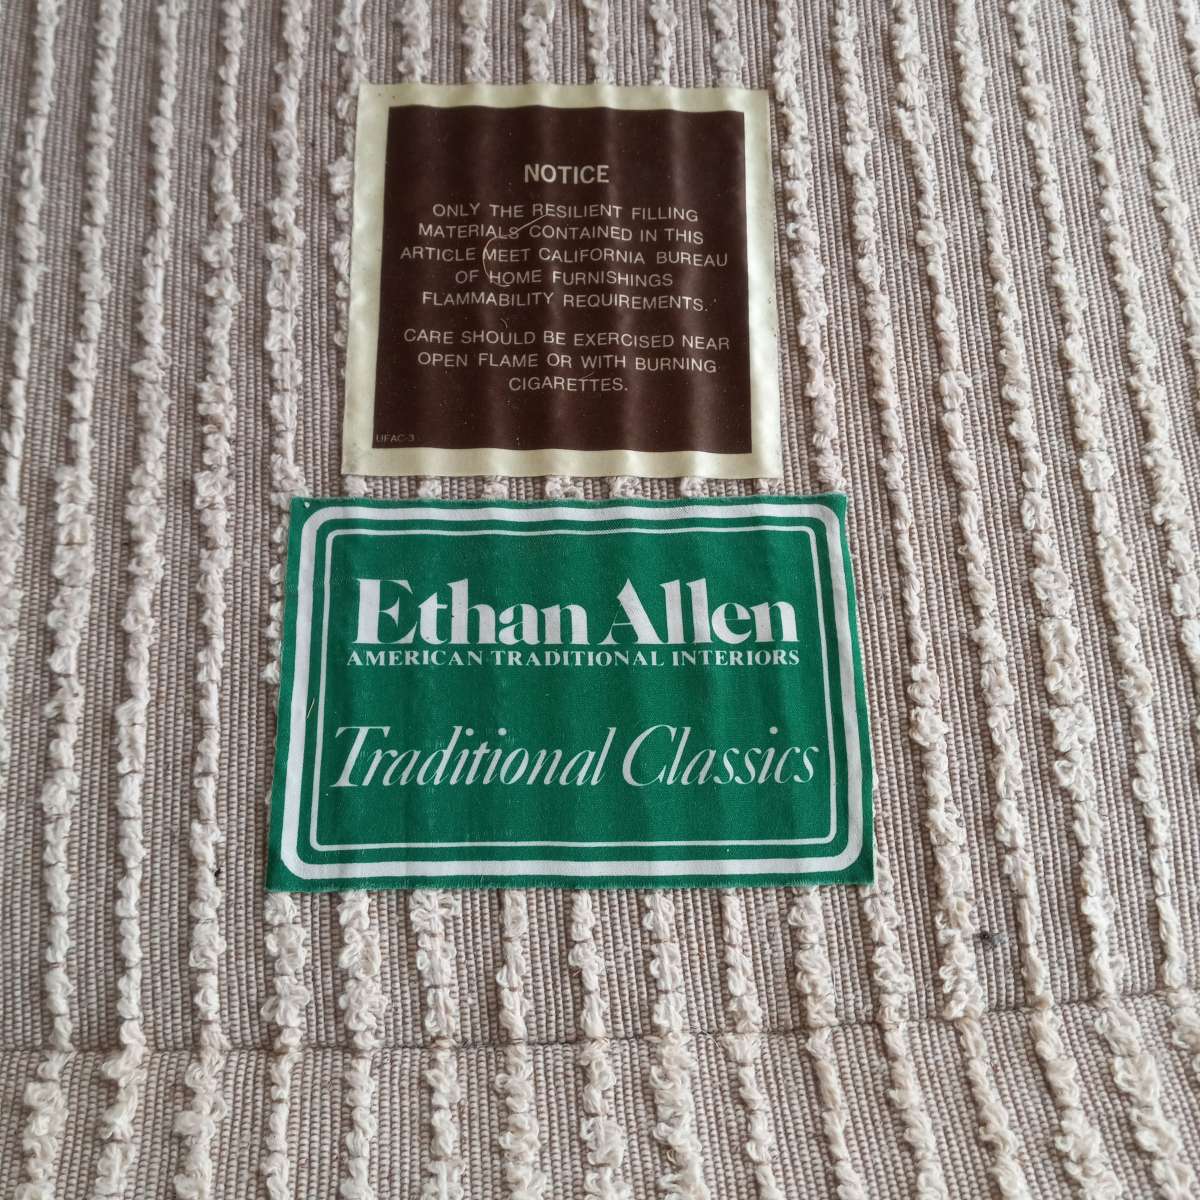 NOTICE
ONLY THE RESILIENT FILLING
MATERIALS CONTAINED IN THIS
ARTICLE MEET CALIFORNIA BUREAU
OF HOME FURNISHINGS
FLAMMABILITY REQUIREMENTS.
CARE SHOULD BE EXERCISED NEAR
OPEN FLAME OR WITH BURNING
CIGARETTES.
UFAC-3
Ethan Allen
AMERICAN TRADITIONAL INTERIORS
Traditional Classics